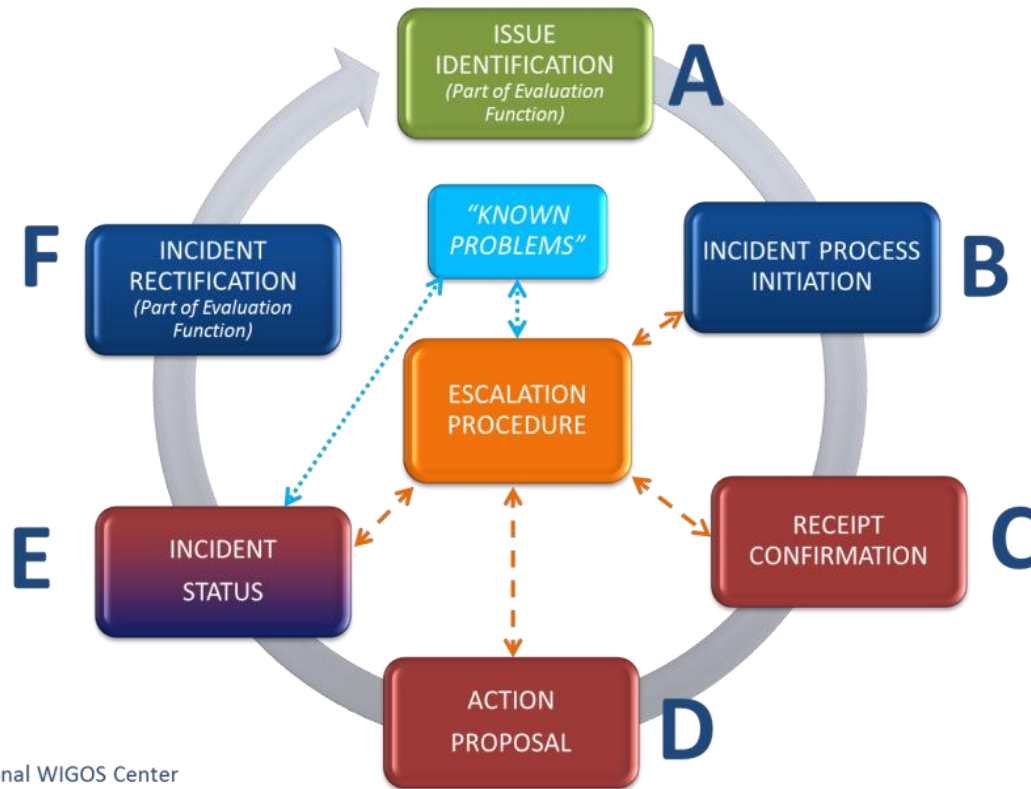 ISSUE
IDENTIFICATION
(Part of Evaluation
Function)
A
"KNOWN
PROBLEMS"
INCIDENT PROCESS
INITIATION
B
F
INCIDENT
RECTIFICATION
(Part of Evaluation
Function)
ESCALATION
PROCEDURE
RECEIPT
CONFIRMATION
C
E
INCIDENT
STATUS
ACTION
PROPOSAL
D
nal WIGOS Center